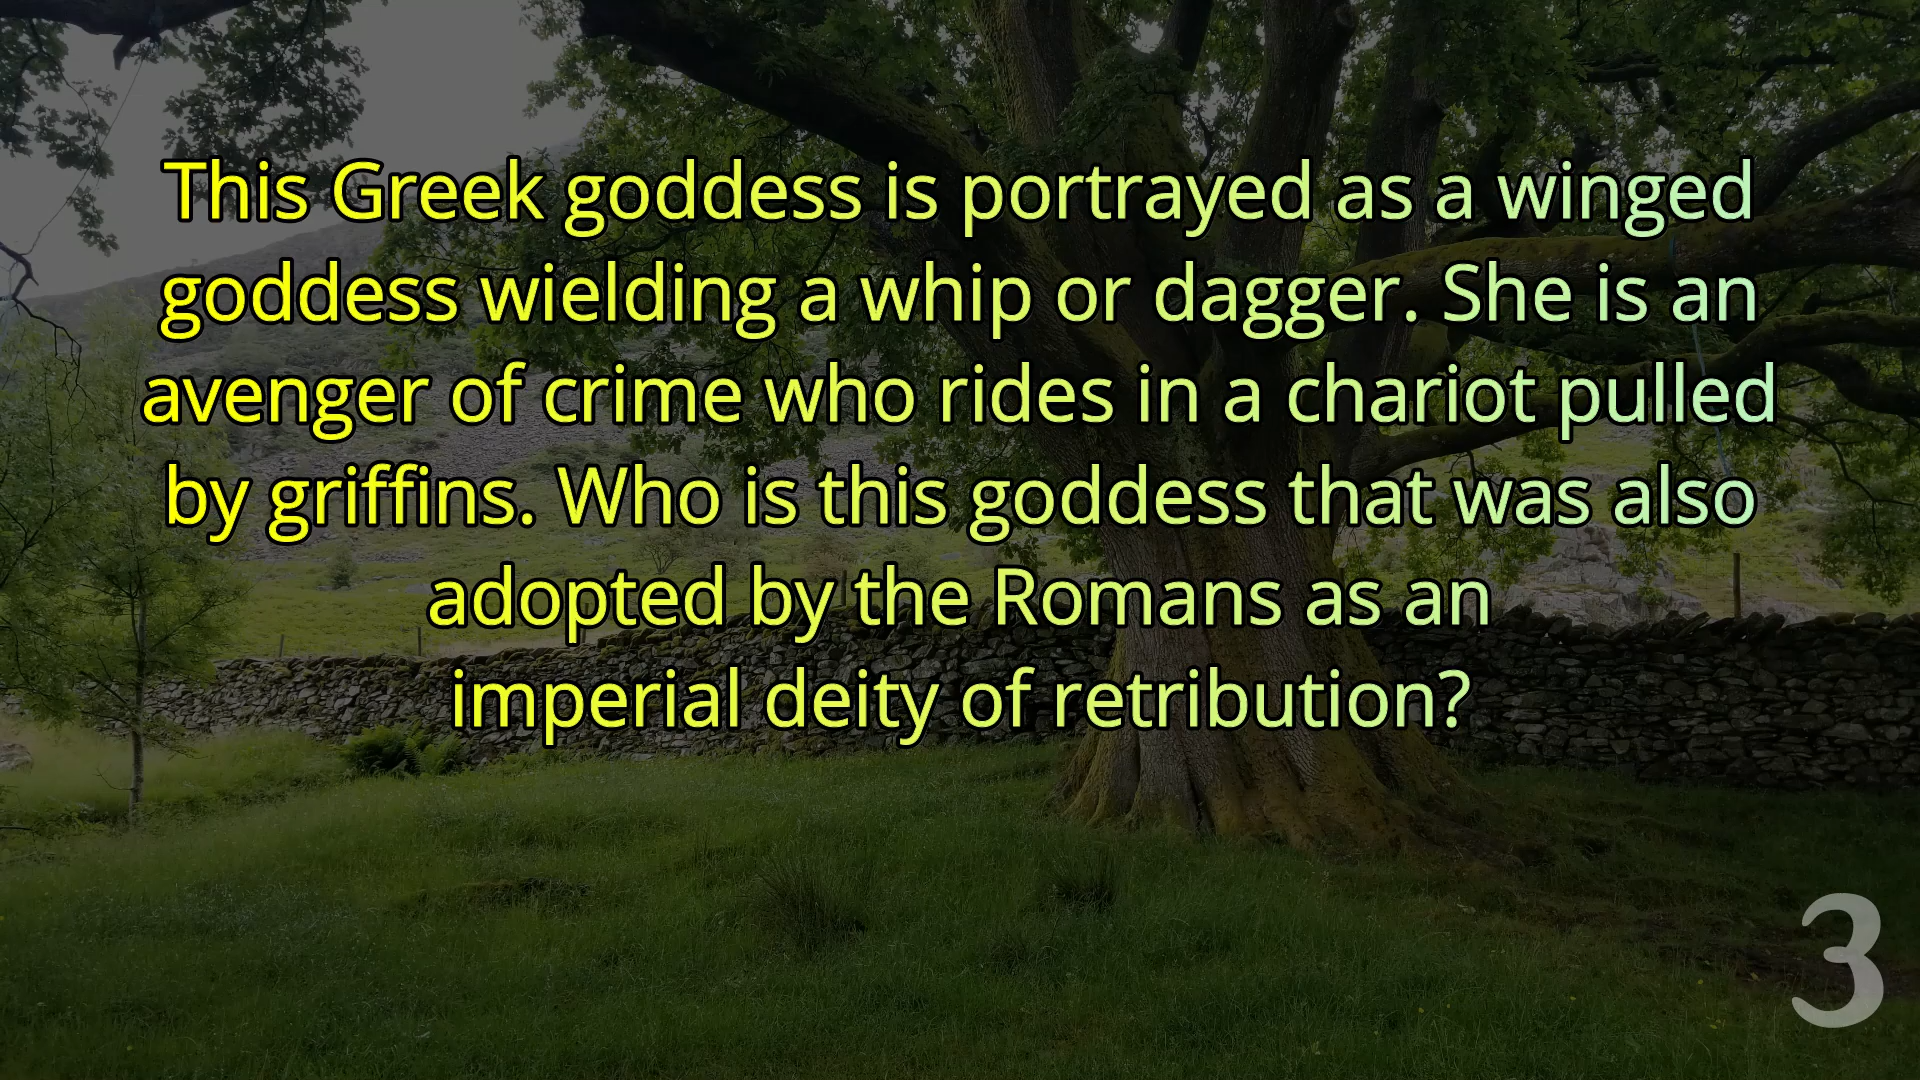 This Greek goddess is portrayed as a winged
goddess wielding a whip or dagger. She is an
avenger of crime who rides in a chariot pulled
by griffins. Who is this goddess that was also
adopted by the Romans as an
imperial deity of retribution?
3